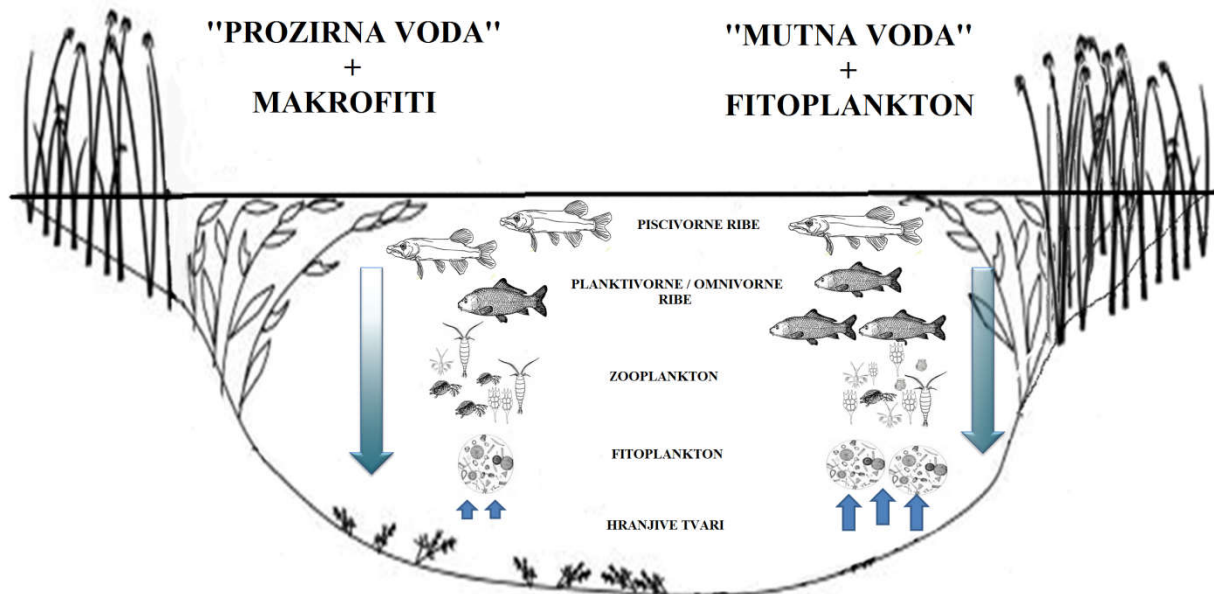 "PROZIRNA VODA"
+
MAKROFITI
"MUTNA VODA"
+
FITOPLANKTON
PISCIVORNE RIBE
PLANKTIVORNE / OMNIVORNE
RIBE
ZOOPLANKTON
FITOPLANKTON
HRANJIVE TVARI